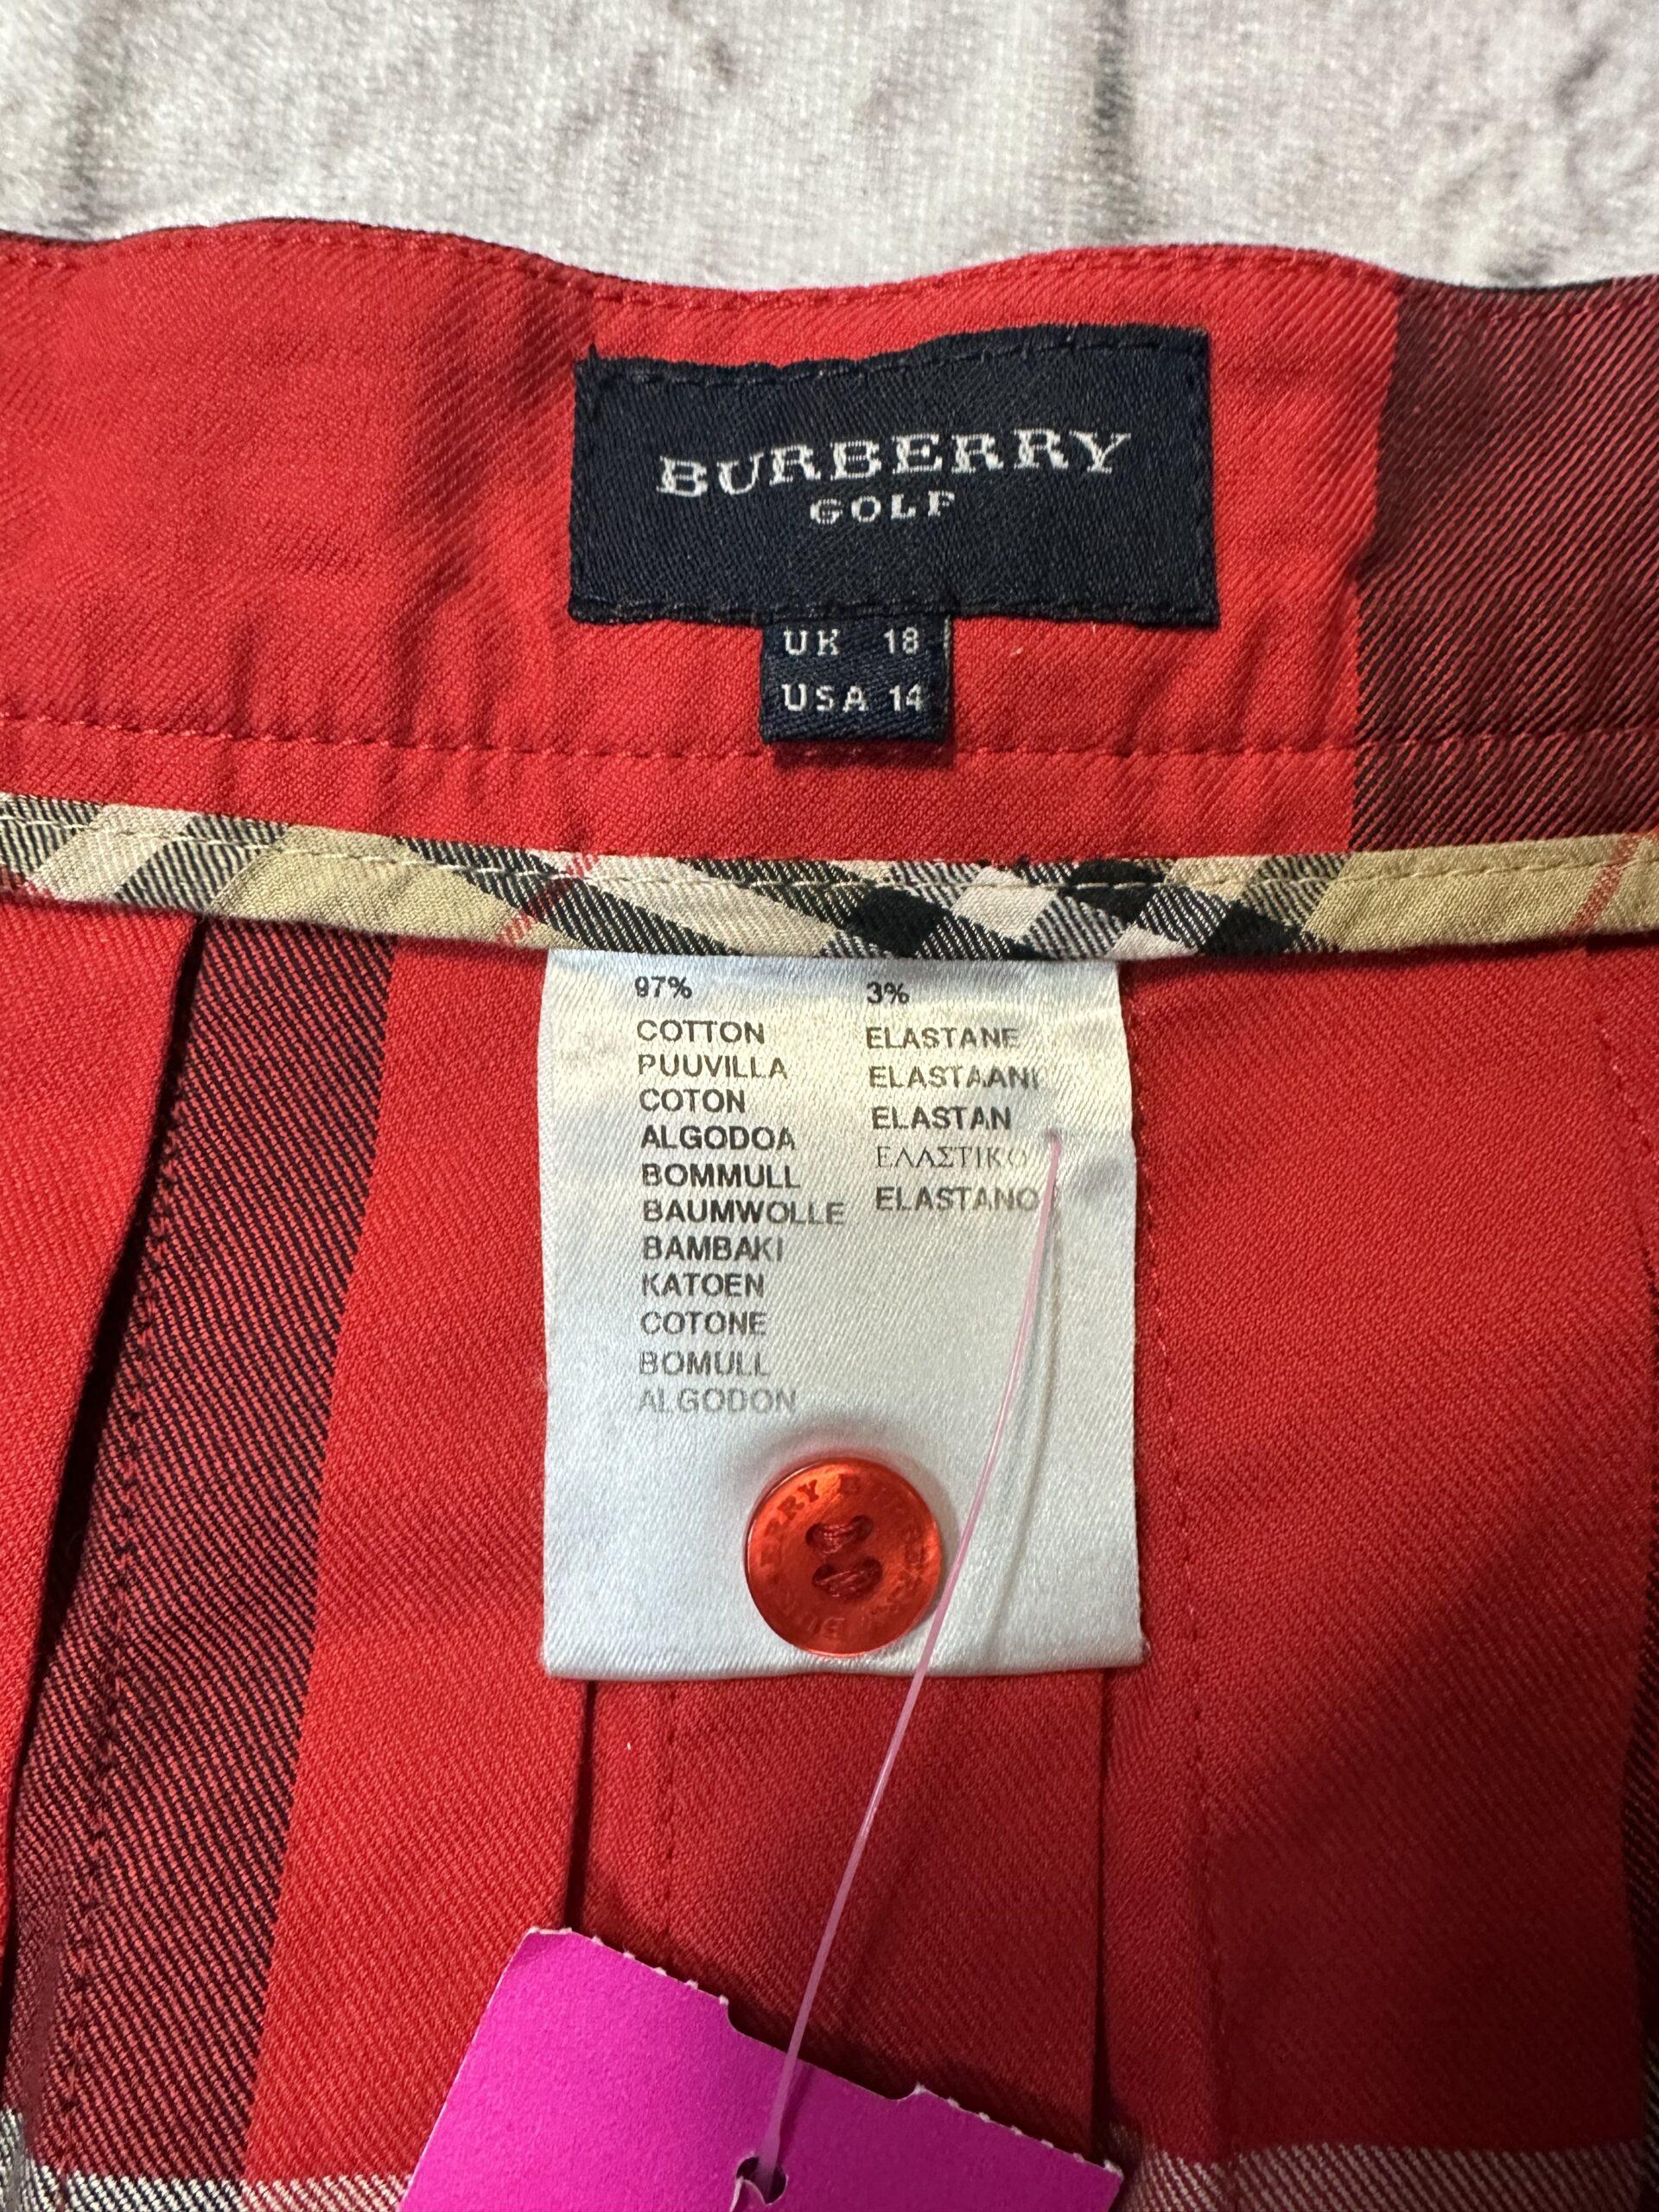 BURBERRY
GOLF
UK 18
USA 14
97%
COTTON
PUUVILLA
COTON
ALGODOA
BOMMULL
BAUMWOLLE
BAMBAKI
KATOEN
COTONE
BOMULL
ALGODON
3%
ELASTANE
ELASTAANI
ELASTAN
ΕΛΑΣΤΙΚΟ
ELASTANO
BURBERRY